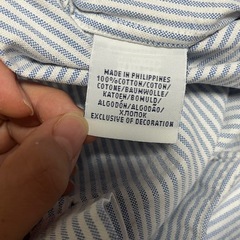 MADE IN PHILIPPINES
100%COTTON/COTON/
COTONE/BAUMWOLLE/
KATOEN/BOMULD/
ALGODÓN/ALGODÃO/
ХЛОПОК
EXCLUSIVE OF DECORATION